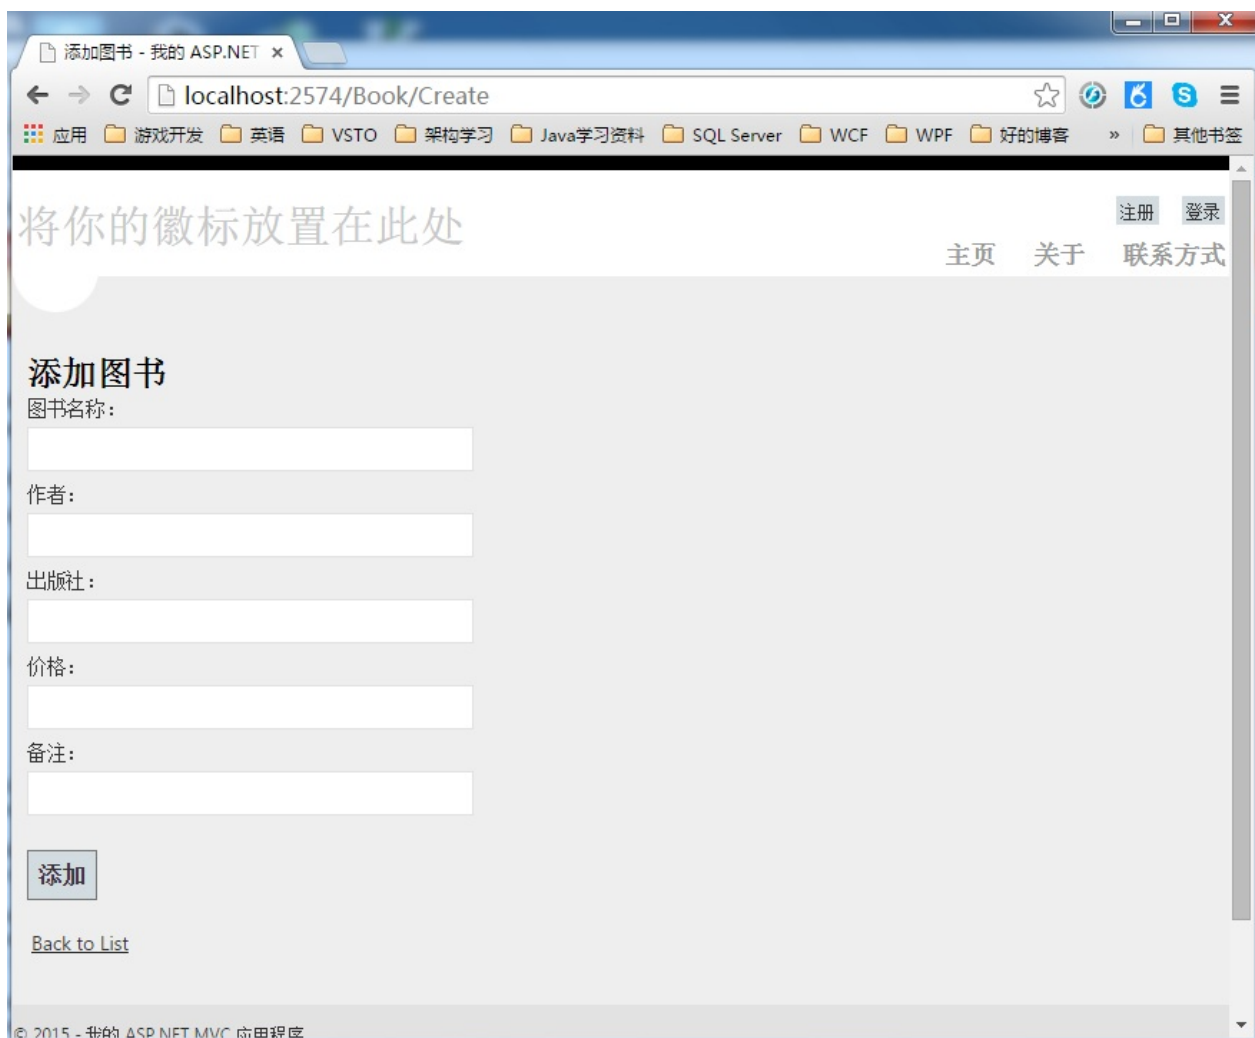 添加图书 - 我的 ASP.NET
localhost:2574/Book/Create
应用 游戏开发 英语 VSTO 架构学习 Java学习资料 SQL Server WCF WPF 好的博客 » 其他书签
注册 登录
将你的徽标放置在此处
主页 关于 联系方式
添加图书
图书名称：
作者：
出版社：
价格：
备注：
添加
Back to List
© 2015 - 我的 ASP.NET MVC 应用程序